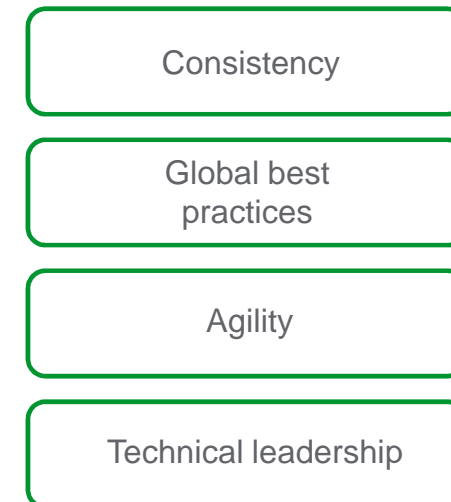 Consistency
Global best
practices
Agility
Technical leadership